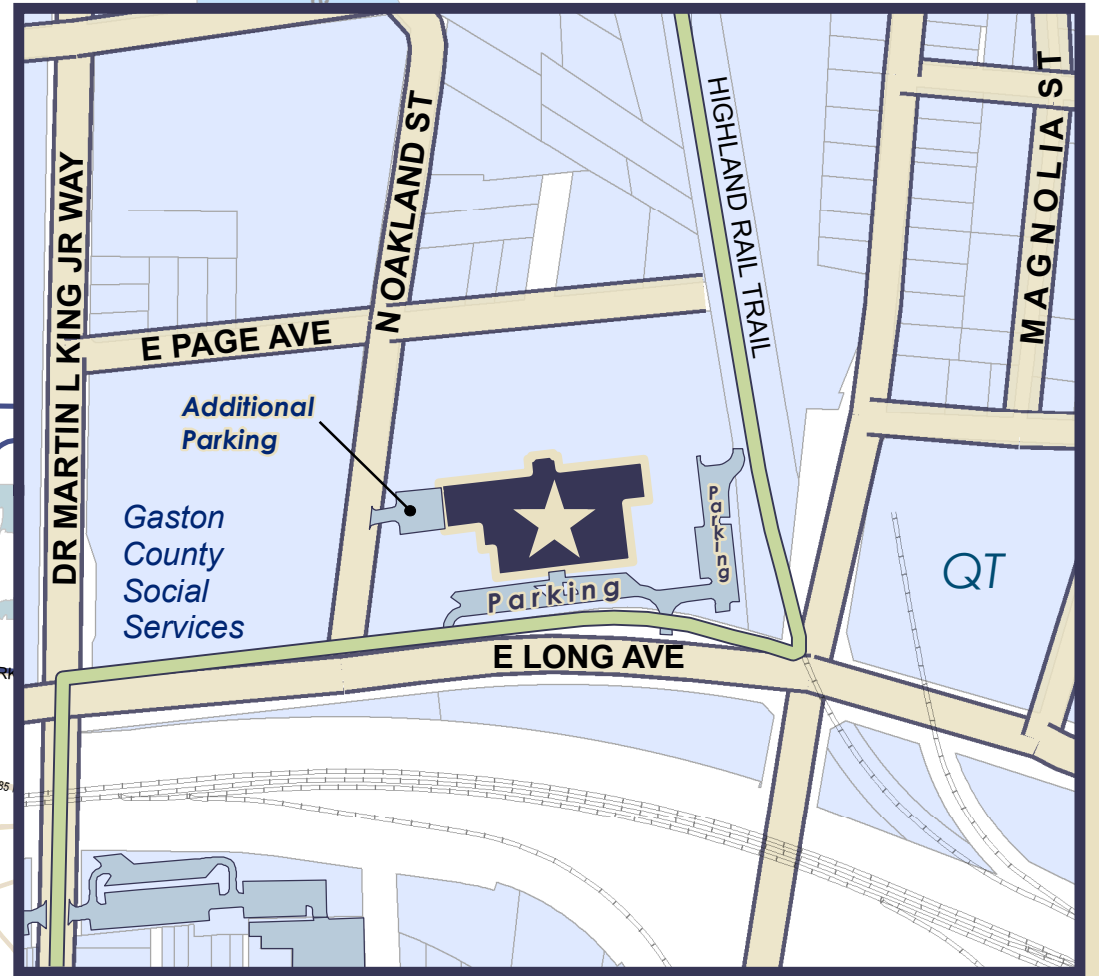 DR MARTIN L KING JR WAY
N OAKLAND ST
HIGHLAND RAIL TRAIL
MAGNOLIA ST
E PAGE AVE
Additional
Parking
Gaston
County
Social
Services
Parking
Parking
QT
E LONG AVE
85